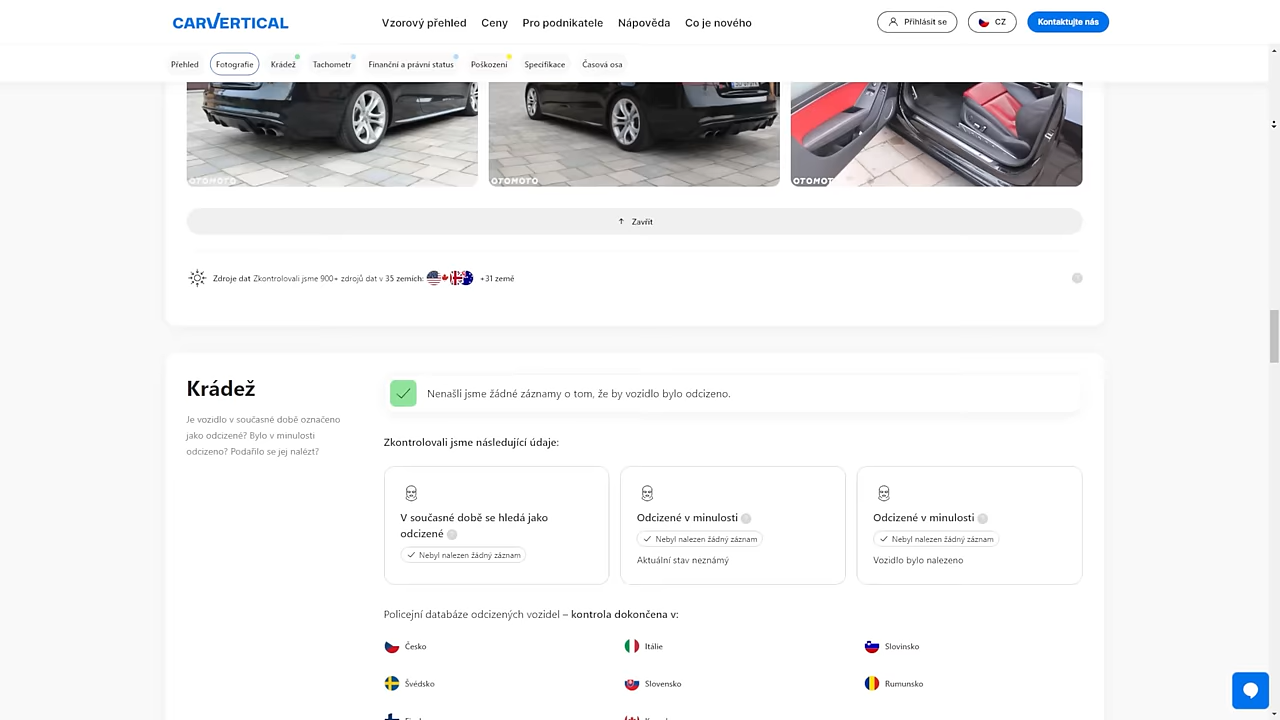 CARVERTICAL
Vzorový přehled Ceny Pro podnikatele Nápověda Co je nového
Přihlásit se
CZ
Kontaktujte nás
Přehled Fotografie Krádež Tachometr Finanční a právní status Poškození Specifikace Časová osa
OTOMOTO OTOMOTO OTOMOT
Zavřít
Zdroje dat Zkontrolovali jsme 900+ zdrojů dat v 35 zemích: +31 země
Krádež
Nenašli jsme žádné záznamy o tom, že by vozidlo bylo odcizeno.
Je vozidlo v současné době označeno
jako odcizené? Bylo v minulosti
odcizeno? Podařilo se jej nalézt?
Zkontrolovali jsme následující údaje:
V současné době se hledá jako
odcizené
Nebyl nalezen žádný záznam
Odcizené v minulosti
Nebyl nalezen žádný záznam
Aktuální stav neznámý
Odcizené v minulosti
Nebyl nalezen žádný záznam
Vozidlo bylo nalezeno
Policejní databáze odcizených vozidel – kontrola dokončena v:
Česko Itálie Slovinsko
Švédsko Slovensko Rumunsko